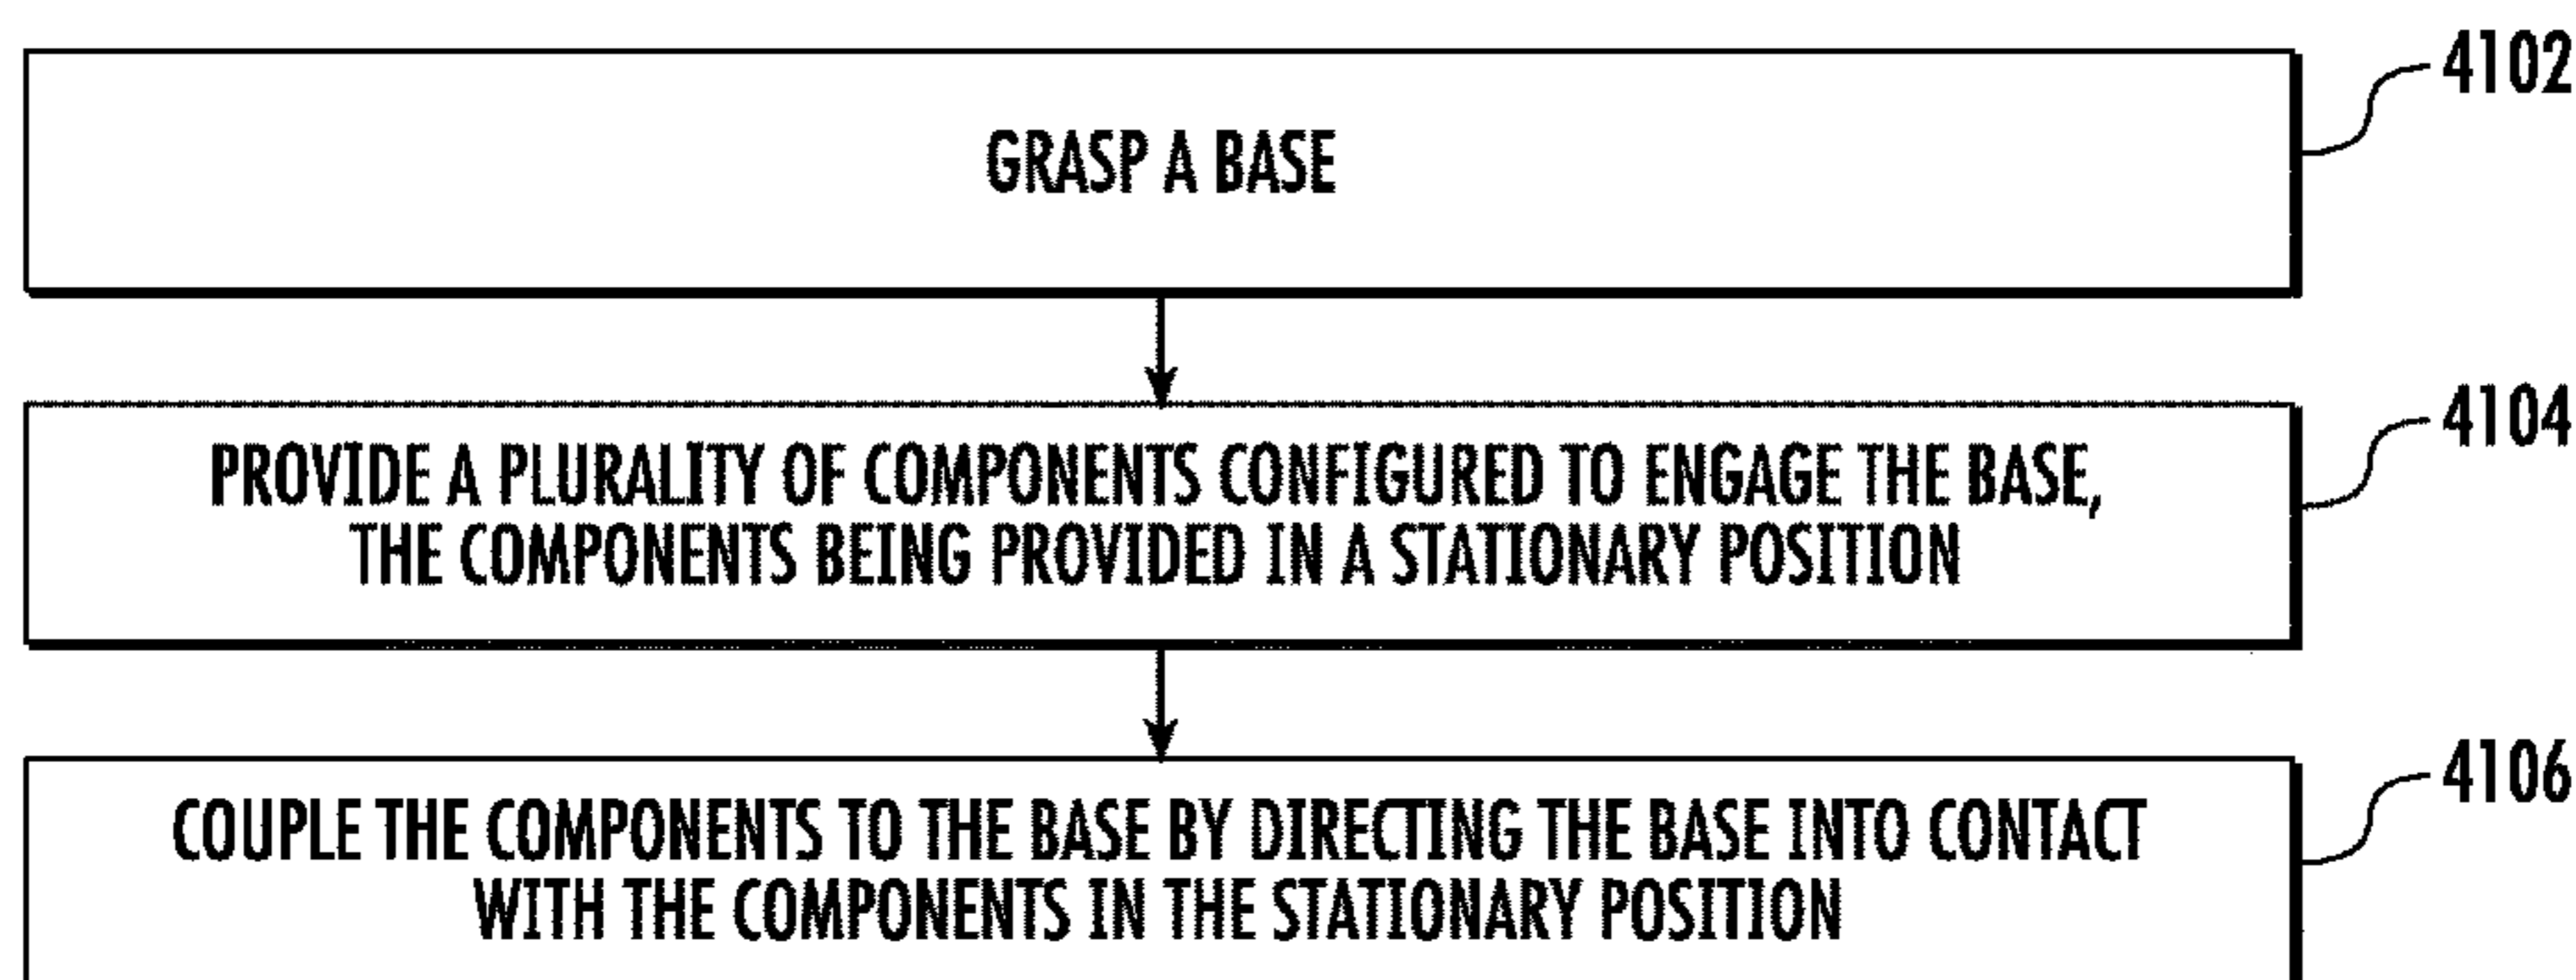 4102
GRASP A BASE
4104
PROVIDE A PLURALITY OF COMPONENTS CONFIGURED TO ENGAGE THE BASE,
THE COMPONENTS BEING PROVIDED IN A STATIONARY POSITION
4106
COUPLE THE COMPONENTS TO THE BASE BY DIRECTING THE BASE INTO CONTACT
WITH THE COMPONENTS IN THE STATIONARY POSITION